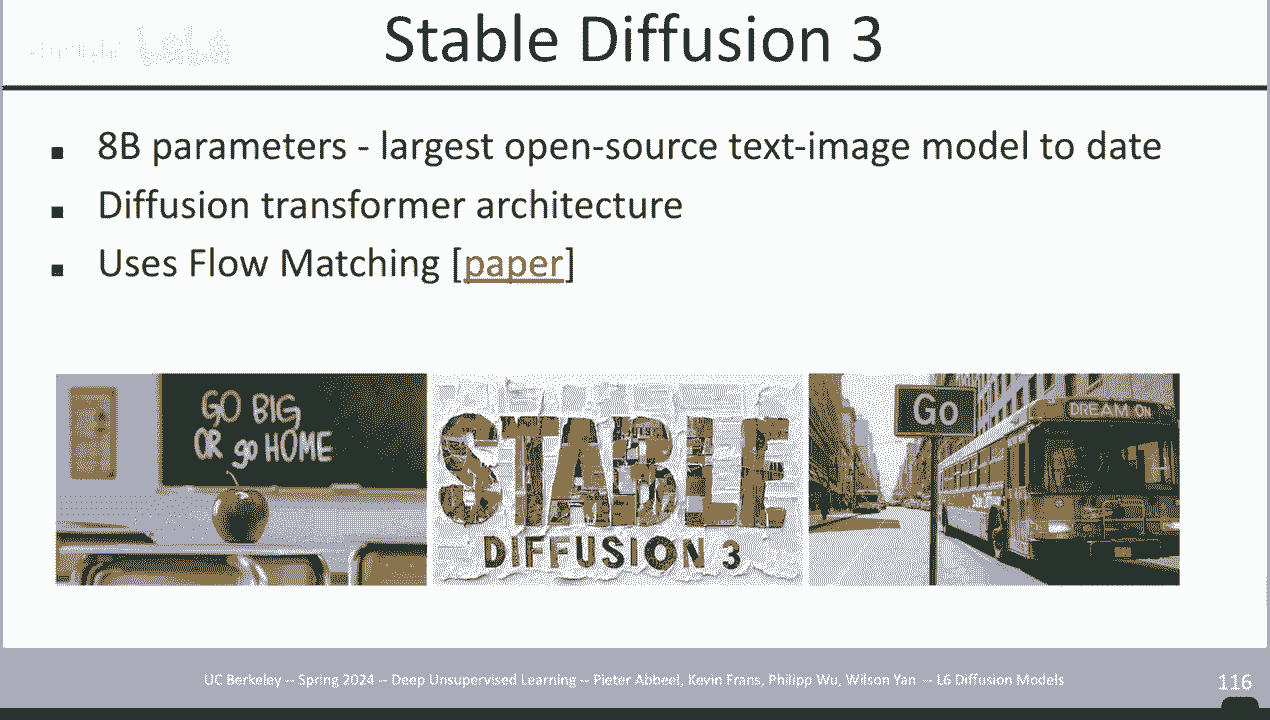 Stable Diffusion 3
8B parameters - largest open-source text-image model to date
Diffusion transformer architecture
Uses Flow Matching [paper]
GO BIG
OR go HOME
STABLE
DIFFUSION 3
Go
DREAM ON
UC Berkeley -- Spring 2024 -- Deep Unsupervised Learning -- Pieter Abbeel, Kevin Frans, Philipp Wu, Wilson Yan -- L6 Diffusion Models
116